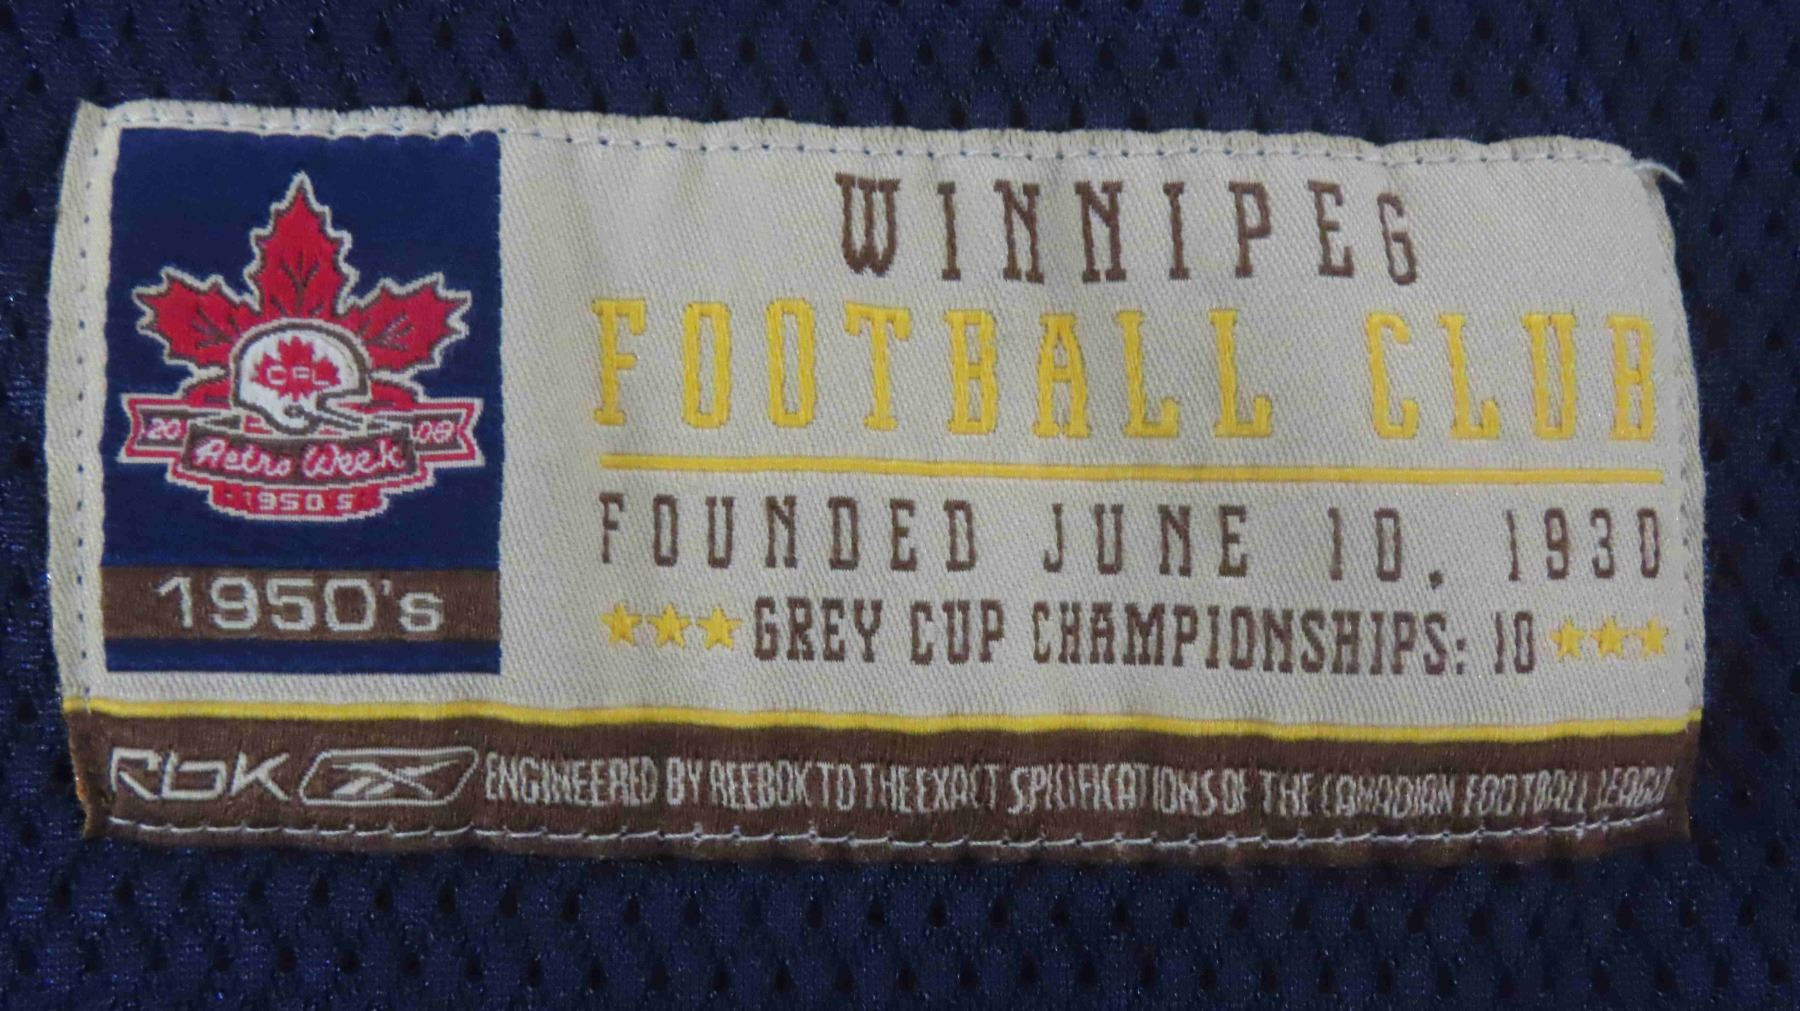 CFL
20 08
Retro Week
1950's
1950's
WINNIPEG
FOOTBALL CLUB
FOUNDED JUNE 10, 1930
GREY CUP CHAMPIONSHIPS: 10
Rbk ENGINEERED BY REEBOK TO THE EXACT SPECIFICATIONS OF THE CANADIAN FOOTBALL LEAGUE